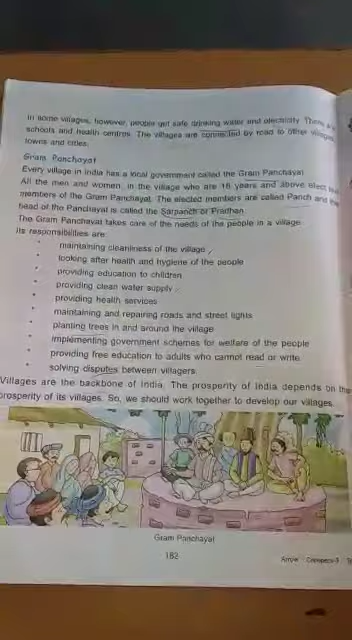 In some villages, however, people get safe drinking water and electricity. There are
schools and health centres. The villages are connected by road to other villages
towns and cities.
Gram Panchayat
Every village in India has a local government called the Gram Panchayat.
All the men and women, in the village who are 18 years and above elect the
members of the Gram Panchayat. The elected members are called Panch and the
head of the Panchayat is called the Sarpanch or Pradhan.
The Gram Panchayat takes care of the needs of the people in a village.
Its responsibilities are:
• maintaining cleanliness of the village
• looking after health and hygiene of the people
• providing education to children
• providing clean water supply
• providing health services
• maintaining and repairing roads and street lights
• planting trees in and around the village
• implementing government schemes for welfare of the people
• providing free education to adults who cannot read or write
• solving disputes between villagers
Villages are the backbone of India. The prosperity of India depends on the
prosperity of its villages. So, we should work together to develop our villages.
Gram Panchayat
182
Arrow Compacta-3